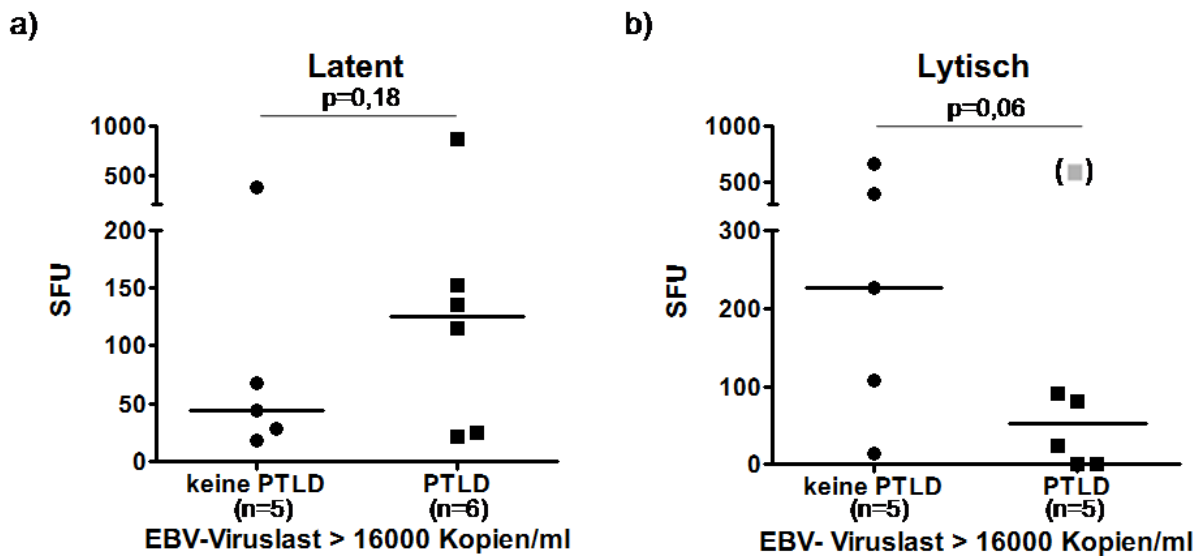 a)
Latent
p=0,18
1000
500
200
150
100
50
0
SFU
keine PTLD
(n=5)
PTLD
(n=6)
EBV-Viruslast > 16000 Kopien/ml
b)
Lytisch
p=0,06
1000
500
300
200
100
0
SFU
( )
keine PTLD
(n=5)
PTLD
(n=5)
EBV- Viruslast > 16000 Kopien/ml